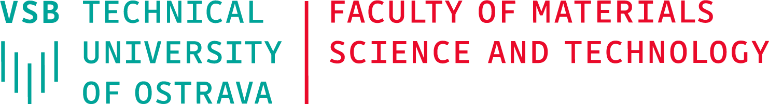 VSB TECHNICAL
UNIVERSITY
OF OSTRAVA
FACULTY OF MATERIALS
SCIENCE AND TECHNOLOGY